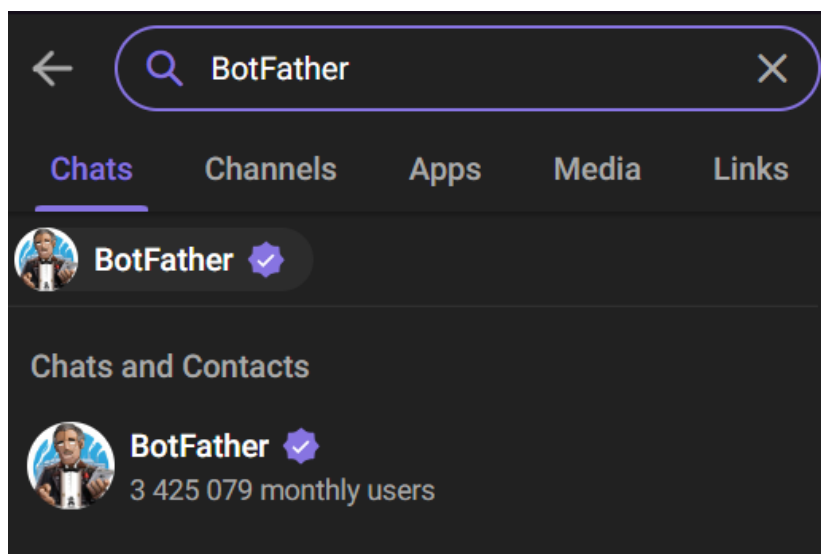 BotFather
Chats Channels Apps Media Links
BotFather
Chats and Contacts
BotFather
3 425 079 monthly users